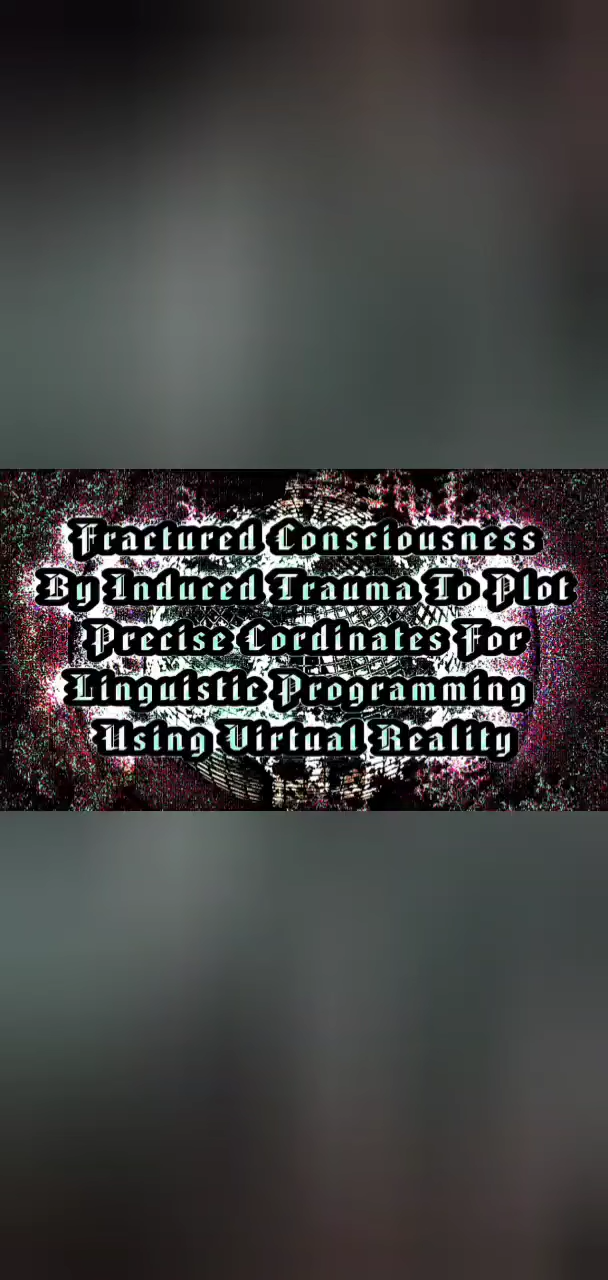 Fractured Consciousness
By Induced Trauma To Plot
Precise Cordinates For
Linguistic Programming
Using Virtual Reality